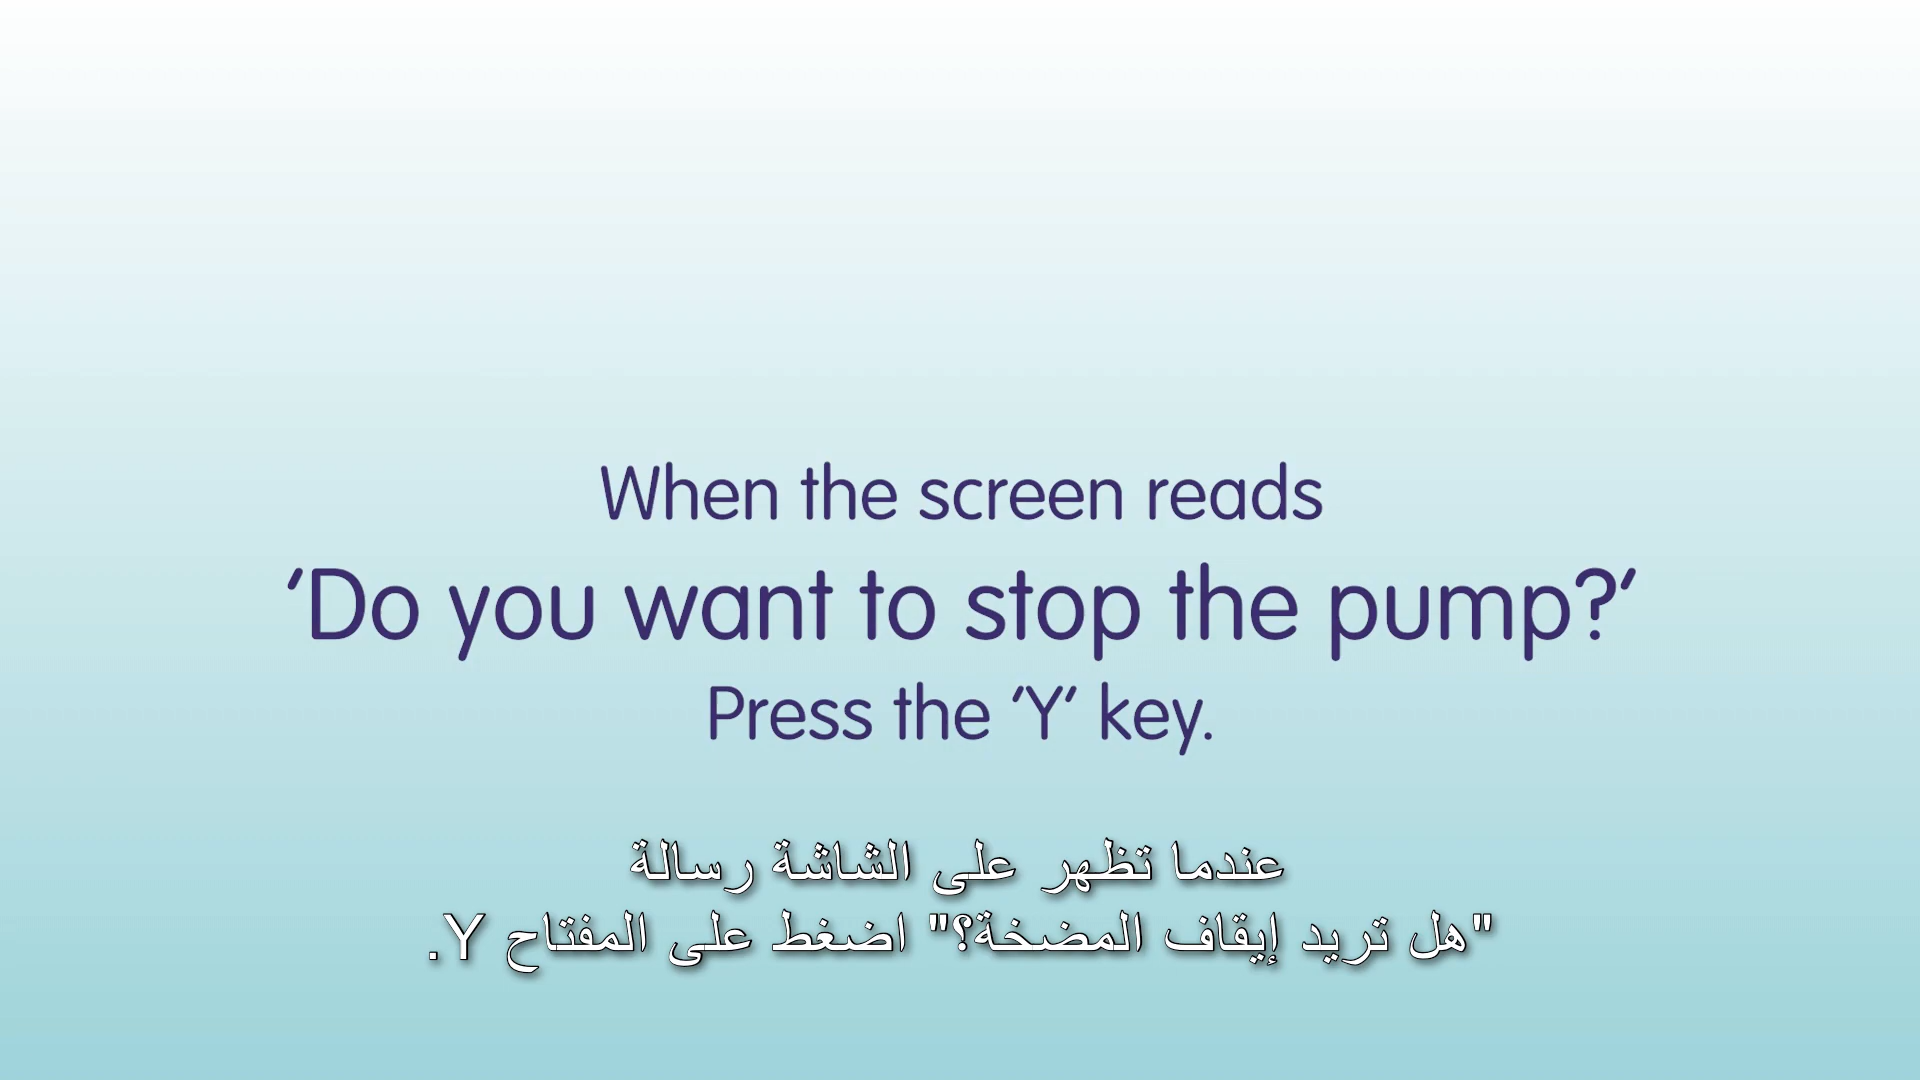 When the screen reads
‘Do you want to stop the pump?’
Press the ‘Y’ key.
عندما تظهر على الشاشة رسالة
"هل تريد إيقاف المضخة؟" اضغط على المفتاح Y.